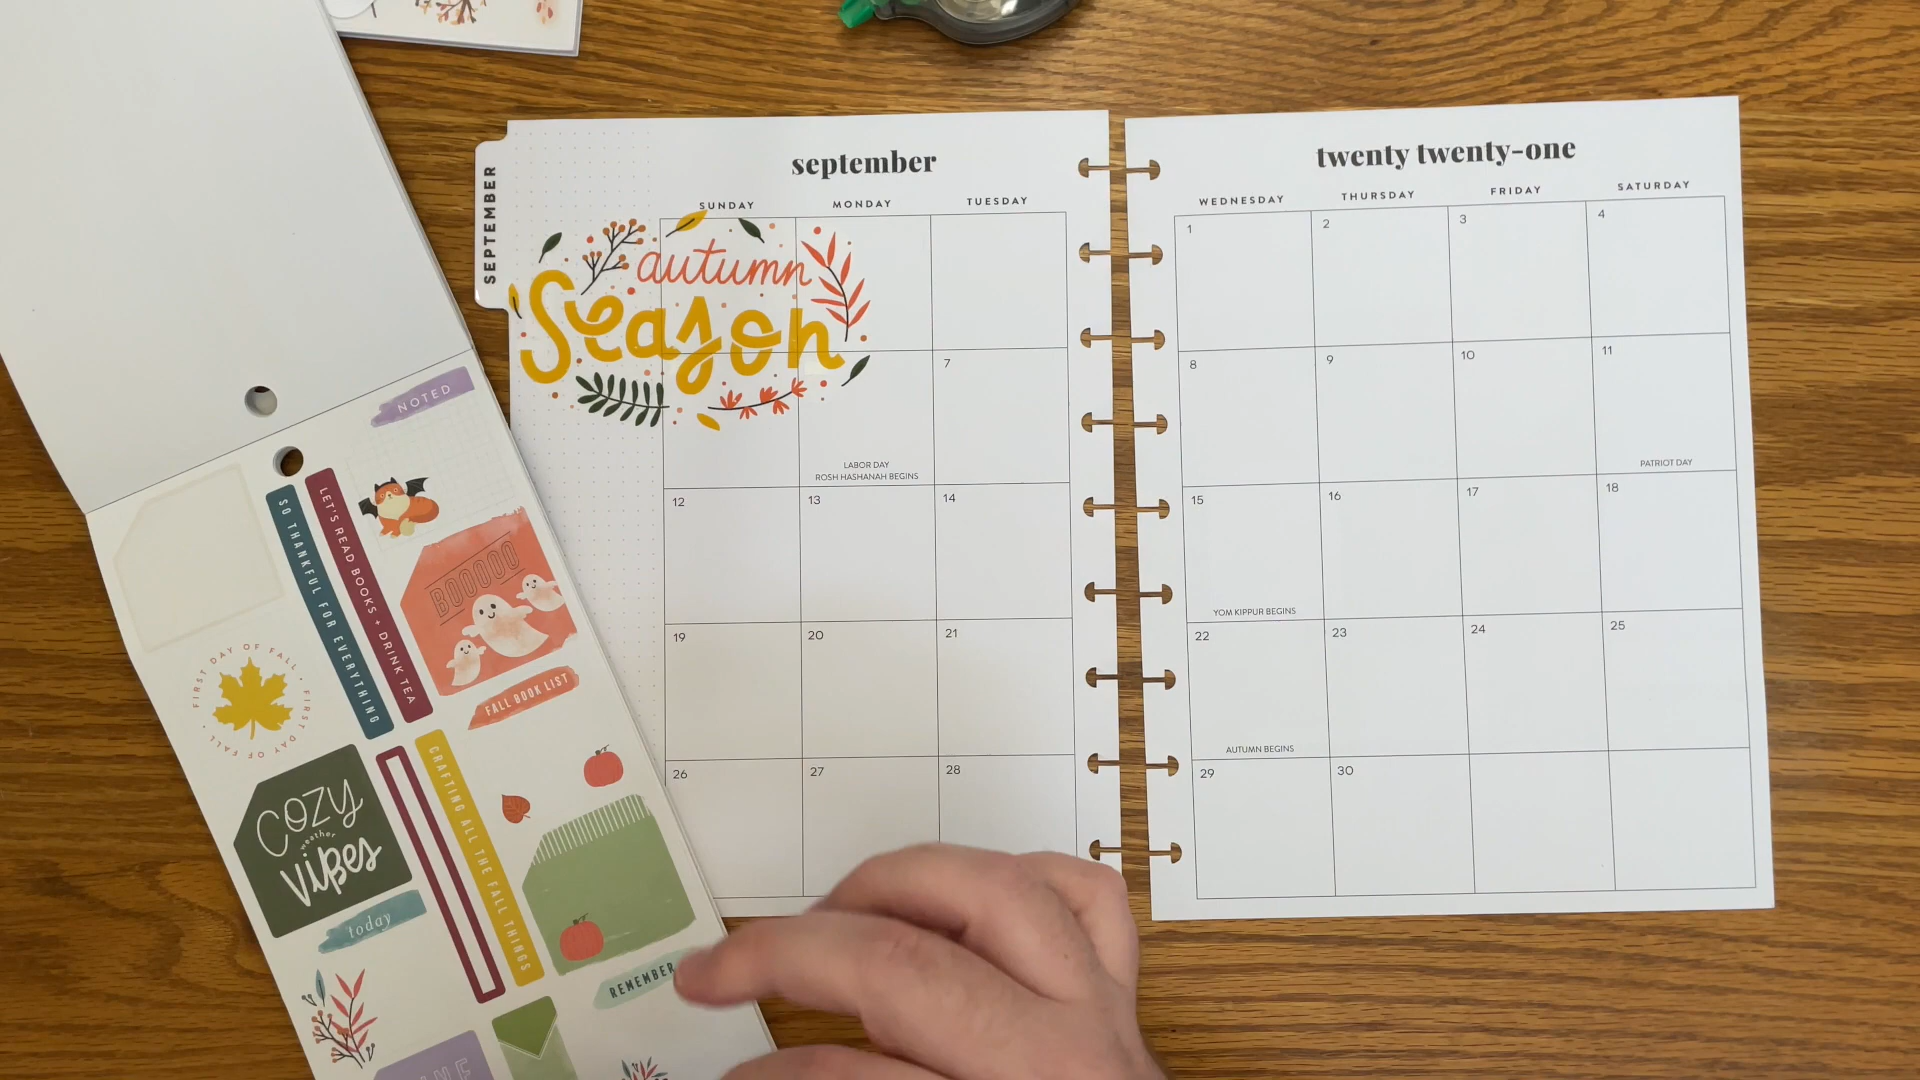 september
SEPTEMBER
SUNDAY MONDAY TUESDAY
autumn
Season
7
LABOR DAY
ROSH HASHANAH BEGINS
12 13 14
19 20 21
26 27 28
twenty twenty-one
WEDNESDAY THURSDAY FRIDAY SATURDAY
1 2 3 4
8 9 10 11
PATRIOT DAY
15 16 17 18
YOM KIPPUR BEGINS
22 23 24 25
AUTUMN BEGINS
29 30
NOTED
SO THANKFUL FOR EVERYTHING
LET'S READ BOOKS + DRINK TEA
BOOOOO
FIRST DAY OF FALL • FIRST DAY OF FALL •
FALL BOOK LIST
COZY
weather
vibes
CRAFTING ALL THE FALL THINGS
today
REMEMBER